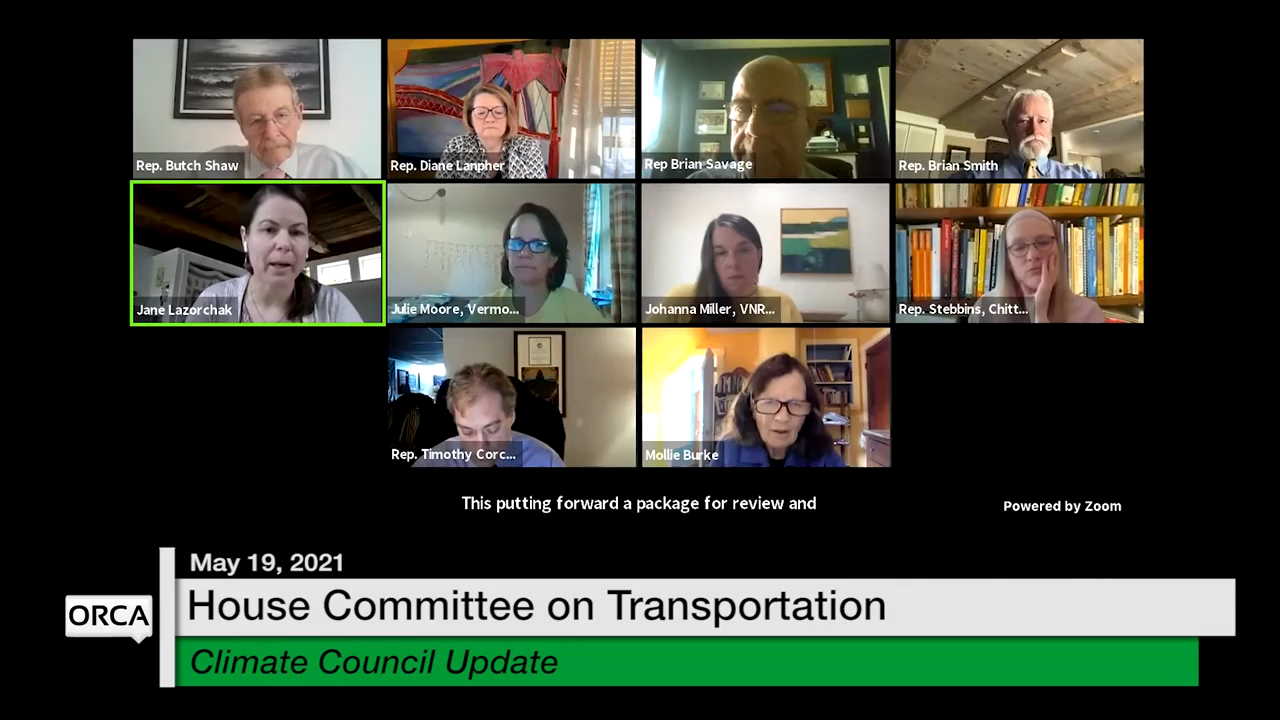 Rep. Butch Shaw
Rep. Diane Lanpher
Rep Brian Savage
Rep. Brian Smith
Jane Lazorchak
Julie Moore, Vermo...
Johanna Miller, VNR...
Rep. Stebbins, Chitt...
Rep. Timothy Corc...
Mollie Burke
This putting forward a package for review and
Powered by Zoom
May 19, 2021
ORCA
House Committee on Transportation
Climate Council Update